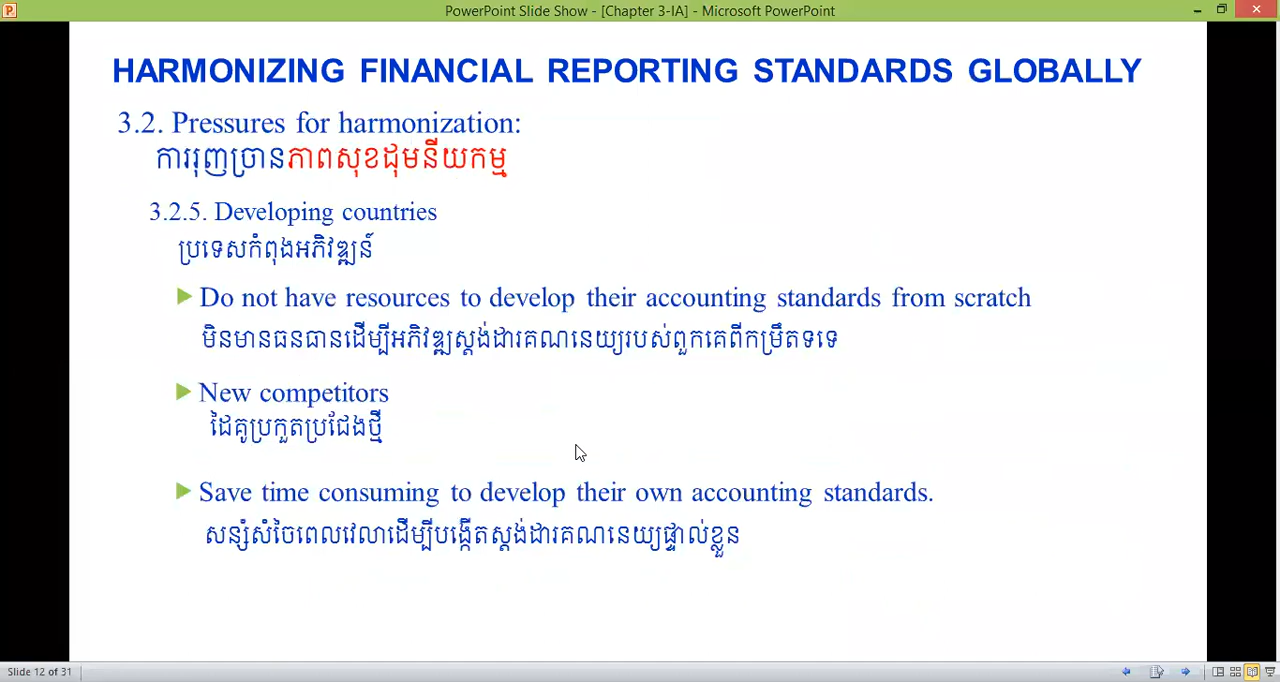 PowerPoint Slide Show - [Chapter 3-IA] - Microsoft PowerPoint
HARMONIZING FINANCIAL REPORTING STANDARDS GLOBALLY
3.2. Pressures for harmonization:
ការរុញច្រានភាពសុខដុមនីយកម្ម
3.2.5. Developing countries
ប្រទេសកំពុងអភិវឌ្ឍន៍
Do not have resources to develop their accounting standards from scratch
មិនមានធនធានដើម្បីអភិវឌ្ឍស្តង់ដារគណនេយ្យរបស់ពួកគេពីកម្រឹតទទេ
New competitors
ដៃគូប្រកួតប្រជែងថ្មី
Save time consuming to develop their own accounting standards.
សន្សំសំចៃពេលវេលាដើម្បីបង្កើតស្តង់ដារគណនេយ្យផ្ទាល់ខ្លួន
Slide 12 of 31